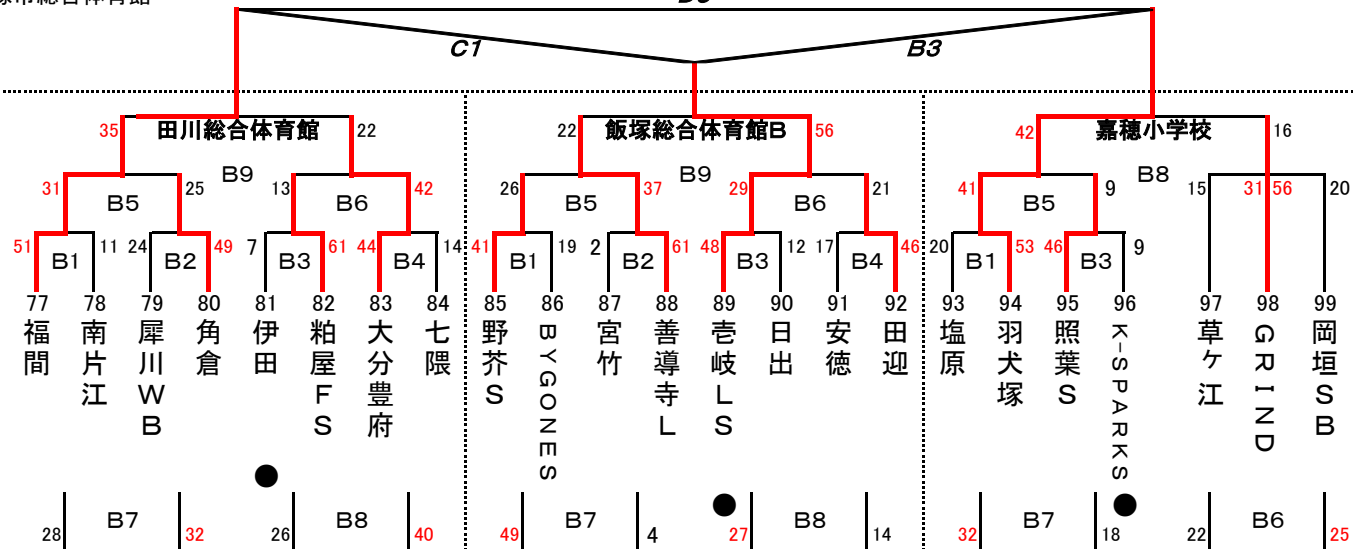 C1 B3
35 田川総合体育館 22 22 飯塚総合体育館B 56 42 嘉穂小学校 16
B9 B9 B8
31 25 13 42 26 37 29 21 41 9 15 31 56 20
B5 B6 B5 B6 B5
51 11 24 49 7 61 44 14 41 19 2 61 48 12 17 46 20 53 46 9
B1 B2 B3 B4 B1 B2 B3 B4 B1 B3
77 78 79 80 81 82 83 84 85 86 87 88 89 90 91 92 93 94 95 96 97 98 99
福間
南片江
犀川WB
角倉
伊田
粕屋FS
大分豊府
七隈
野芥S
BYGONES
宮竹
善導寺L
壱岐LS
日出
安徳
田迎
塩原
羽犬塚
照葉S
K-SPARKS
草ケ江
GRIND
岡垣SB
28 B7 32 26 B8 40 49 B7 4 27 B8 14 32 B7 18 22 B6 25